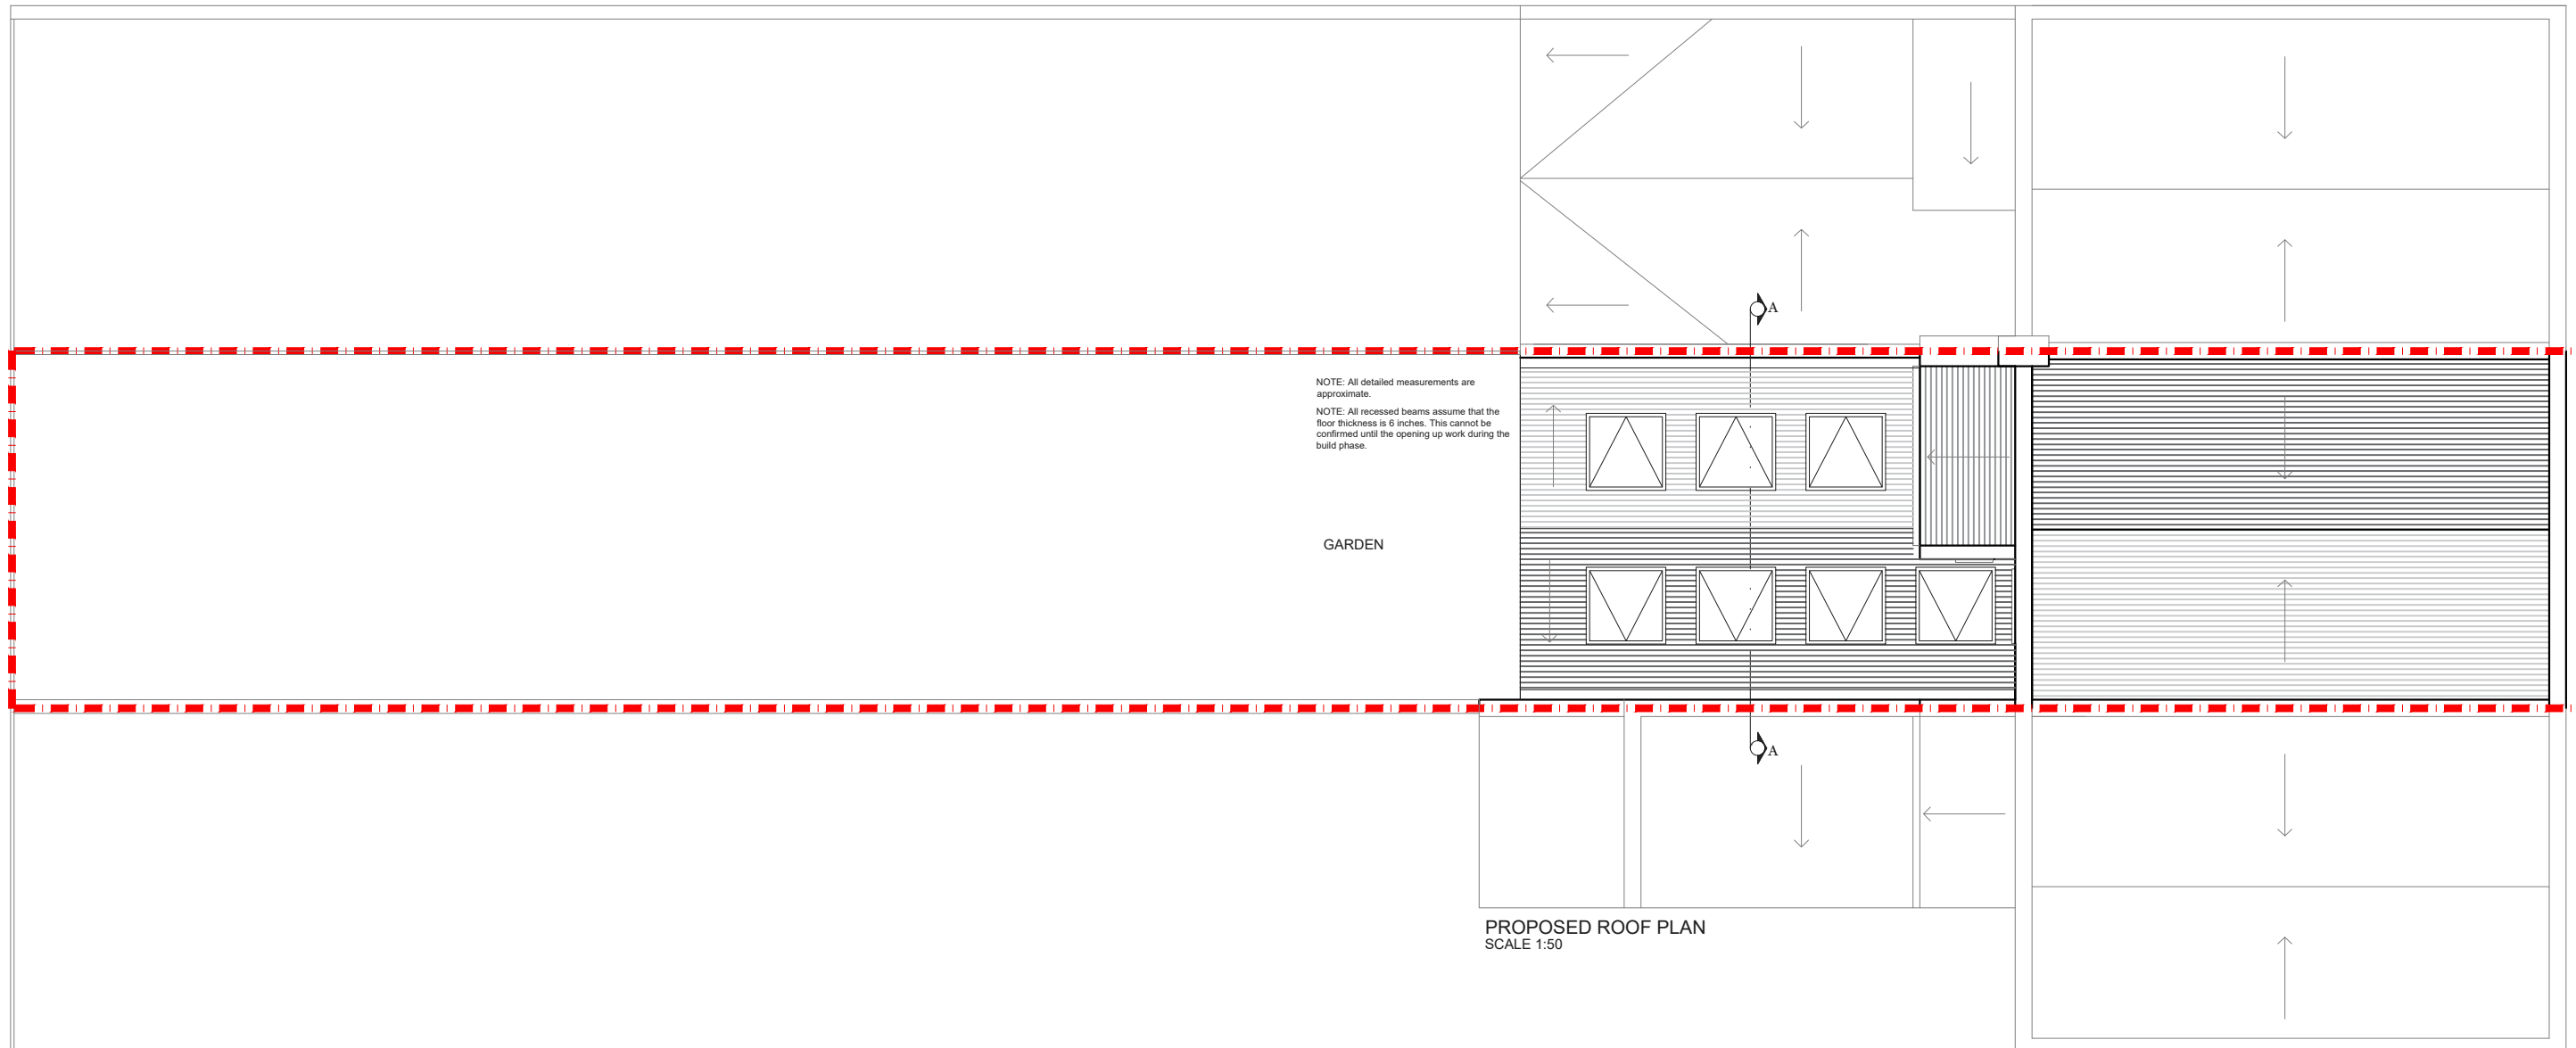 A
NOTE: All detailed measurements are
approximate.
NOTE: All recessed beams assume that the
floor thickness is 6 inches. This cannot be
confirmed until the opening up work during the
build phase.
GARDEN
A
PROPOSED ROOF PLAN
SCALE 1:50